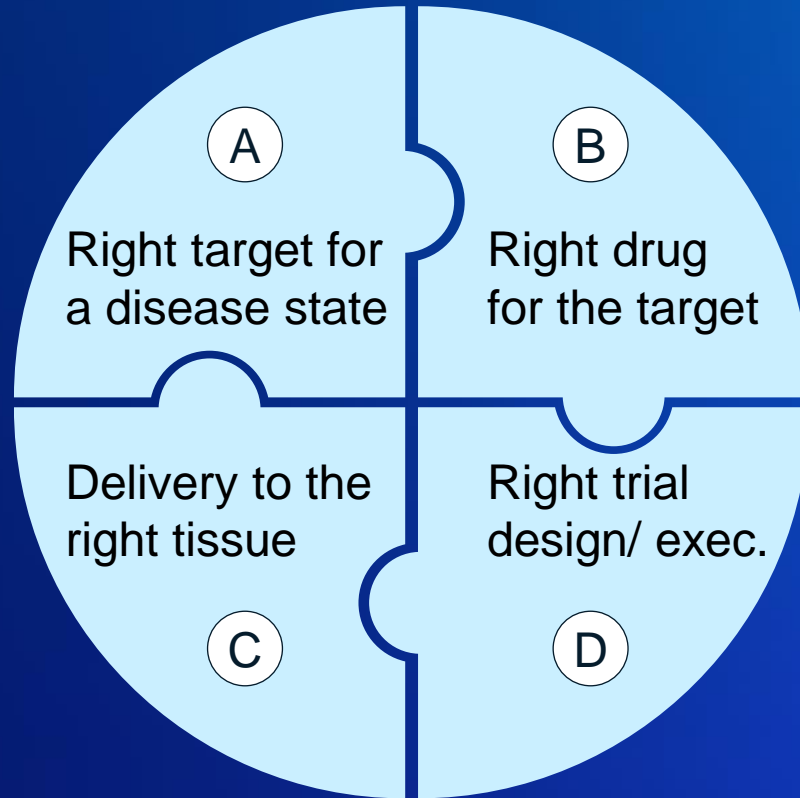 A
Right target for
a disease state
B
Right drug
for the target
Delivery to the
right tissue
C
Right trial
design/ exec.
D